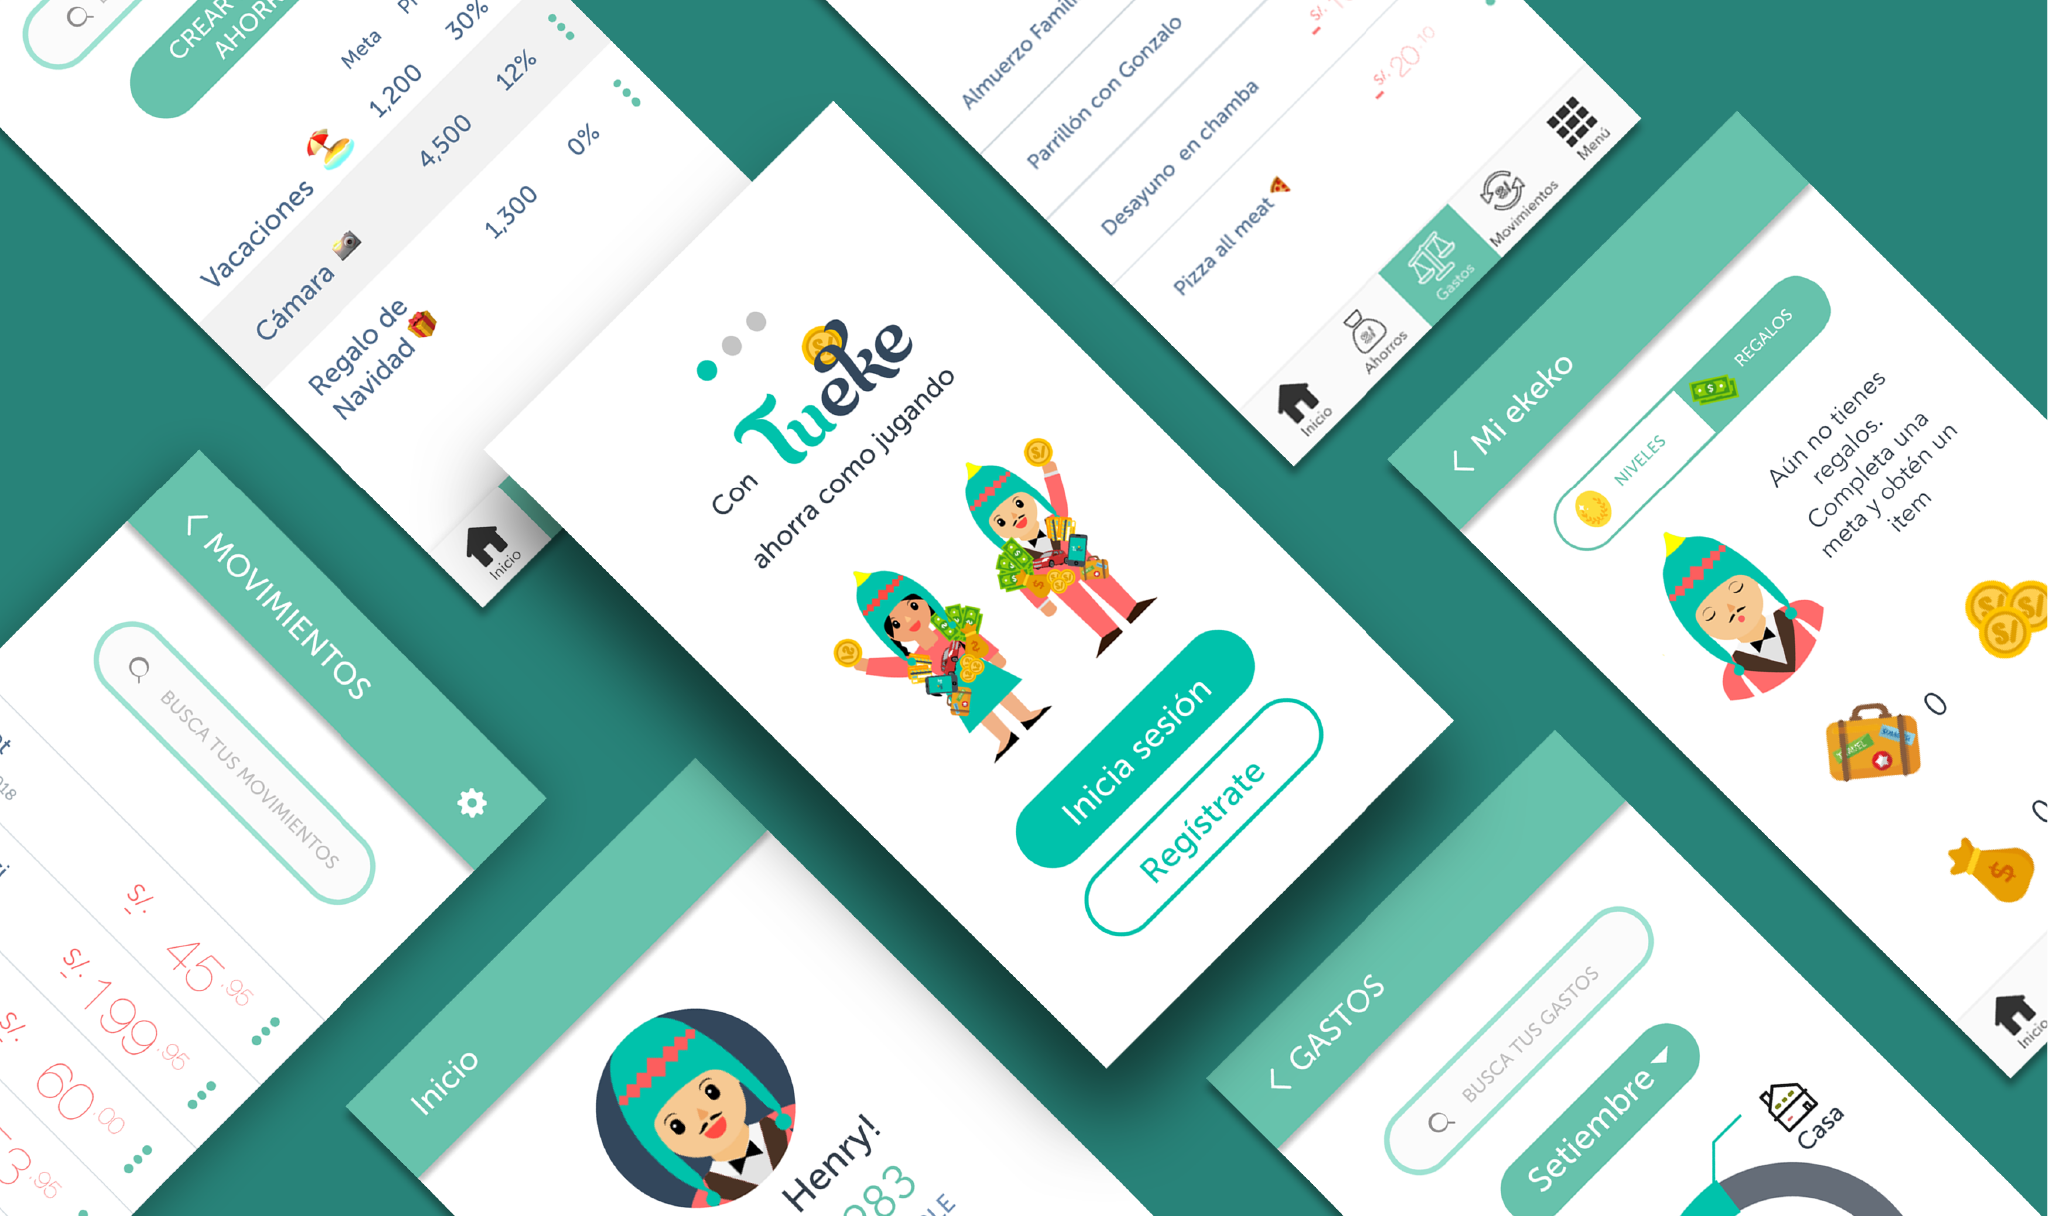 CREAR
AHORR
Meta
30%
Vacaciones
1,200
12%
Cámara
4,500
0%
Regalo de
Navidad
1,300
Inicio
Almuerzo Famili
Parrillón con Gonzalo
Desayuno en chamba
Pizza all meat
- S/. 20.10
Inicio
Ahorros
Gastos
Movimientos
Menú
Con Tueke
ahorra como jugando
Inicia sesión
Regístrate
< Mi ekeko
NIVELES
REGALOS
Aún no tienes
regalos.
Completa una
meta y obtén un
item
0
0
Inicio
< MOVIMIENTOS
BUSCA TUS MOVIMIENTOS
S/. 45.95
S/. 199.95
S/. 60.00
3.95
Inicio
Henry!
983
LE
< GASTOS
BUSCA TUS GASTOS
Setiembre
Casa